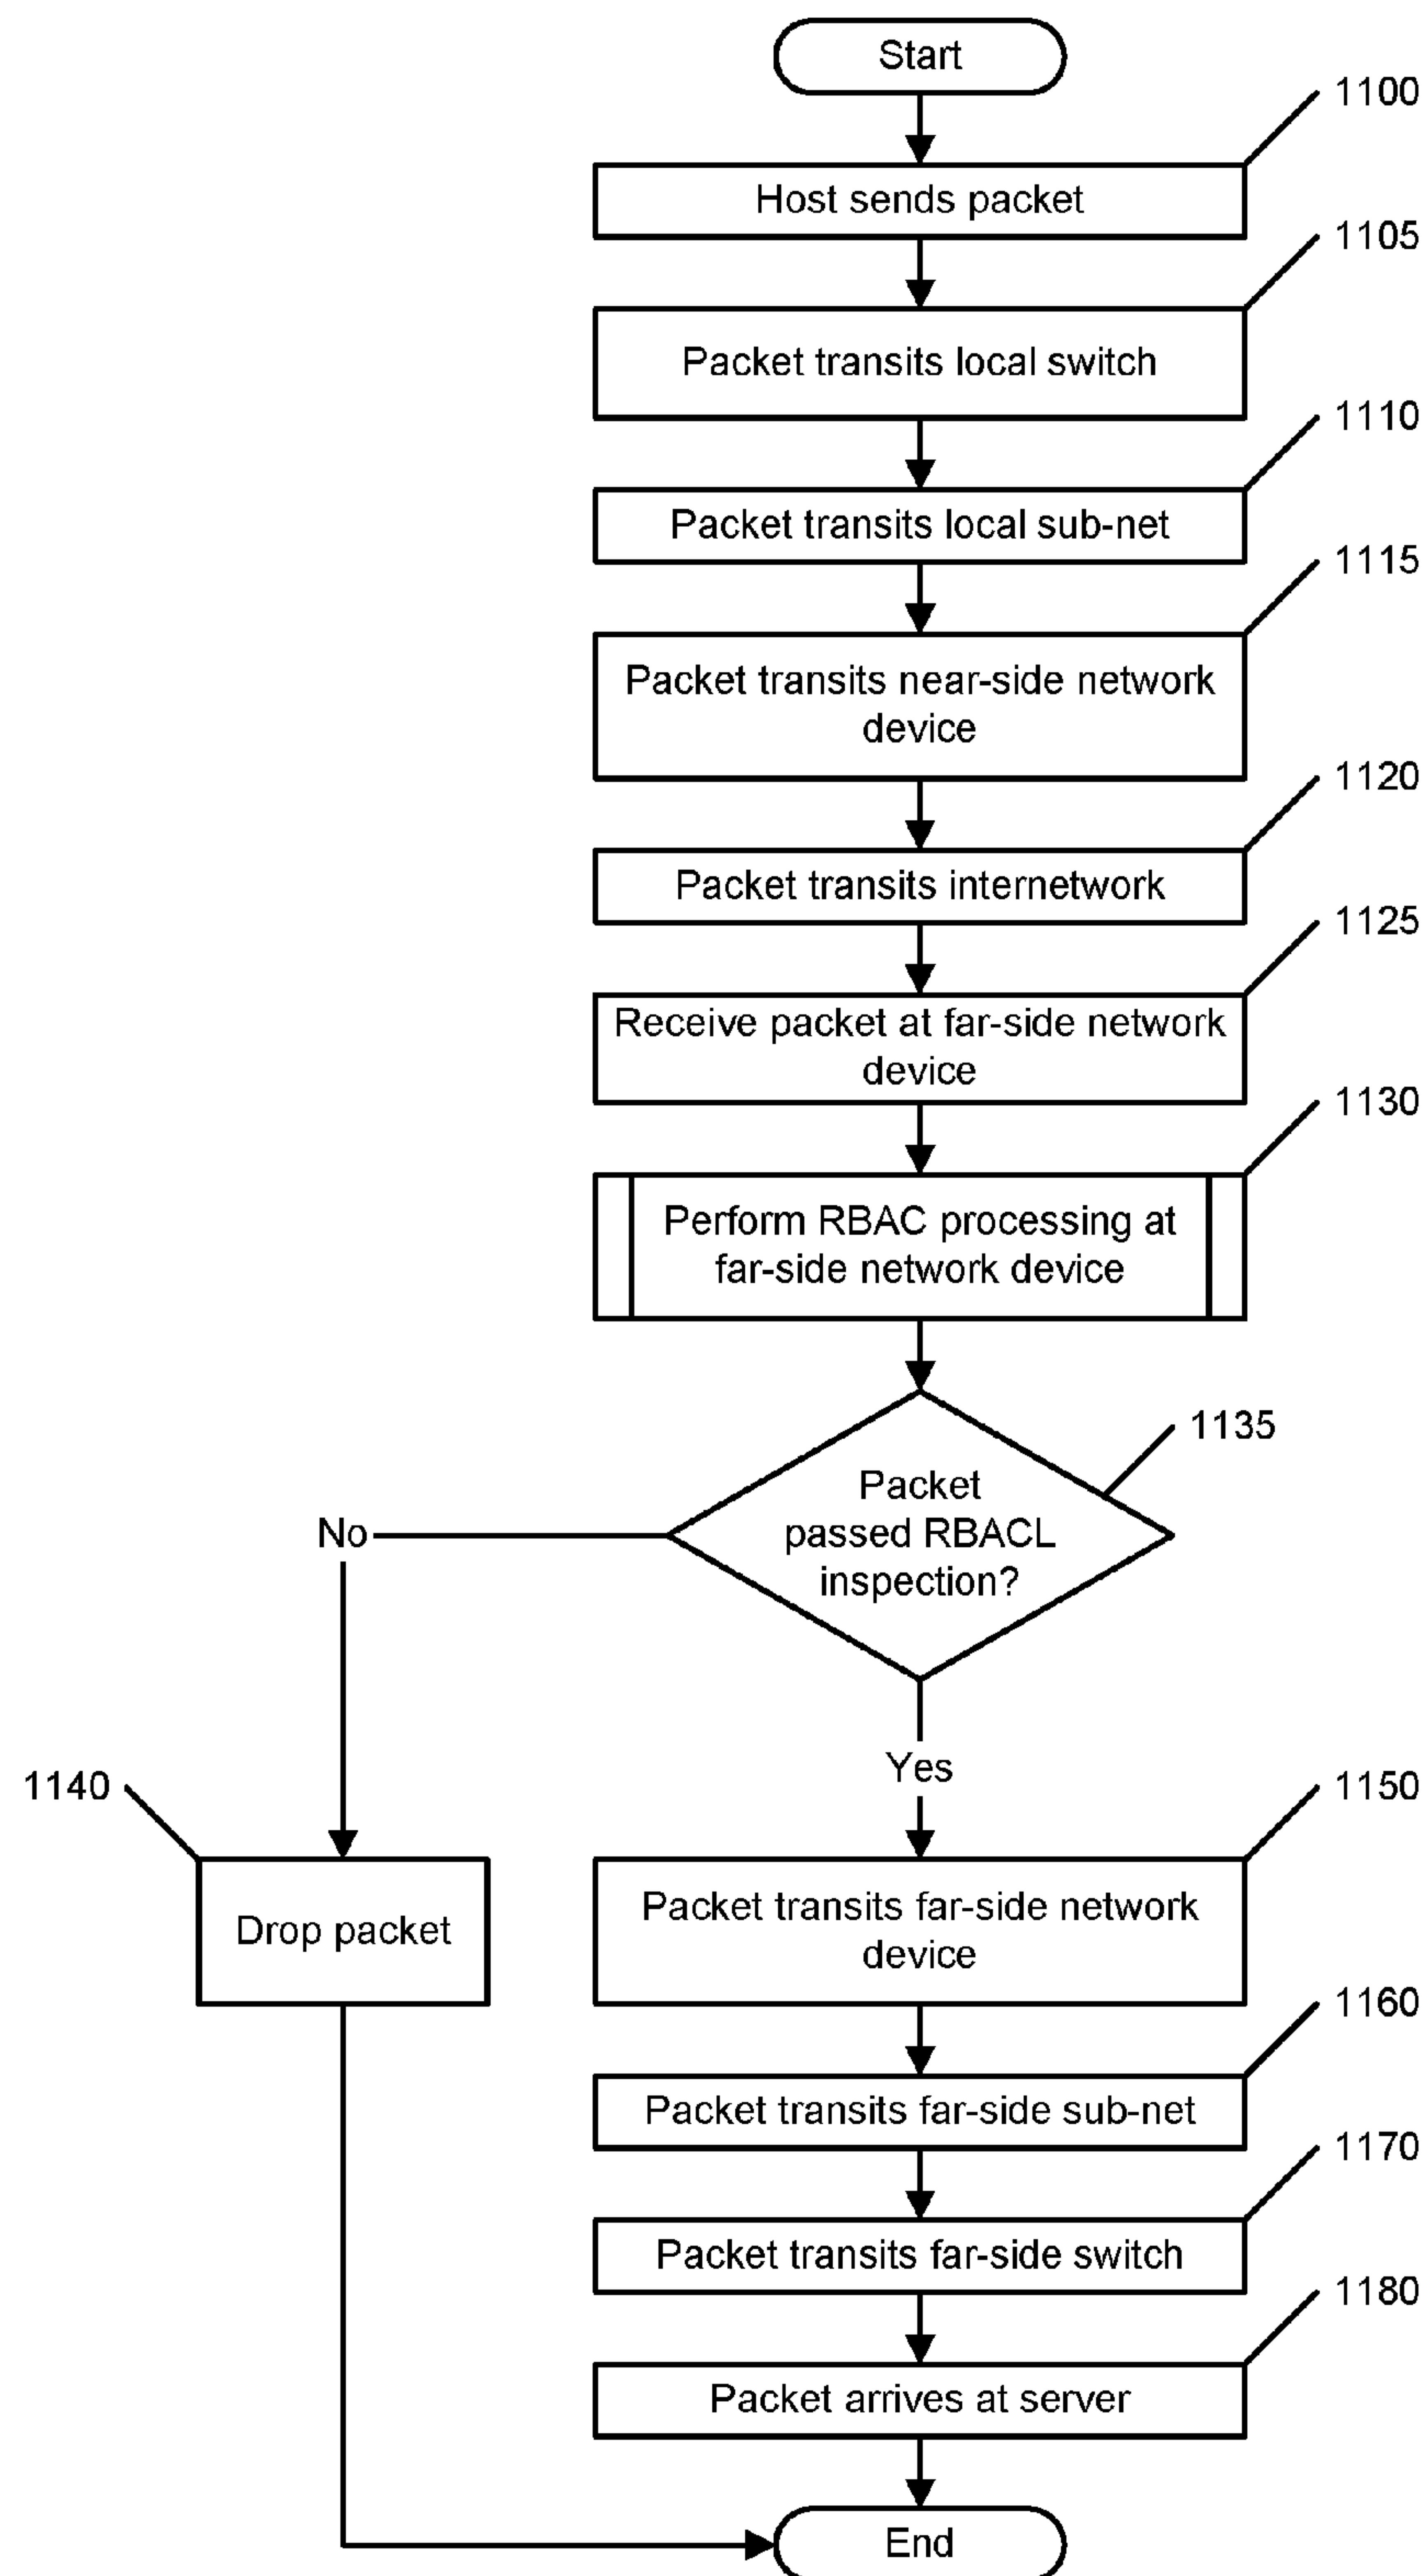 Start
1100
Host sends packet
1105
Packet transits local switch
1110
Packet transits local sub-net
1115
Packet transits near-side network
device
1120
Packet transits internetwork
1125
Receive packet at far-side network
device
1130
Perform RBAC processing at
far-side network device
1135
Packet
passed RBACL
inspection?
No
Yes
1140
Drop packet
1150
Packet transits far-side network
device
1160
Packet transits far-side sub-net
1170
Packet transits far-side switch
1180
Packet arrives at server
End